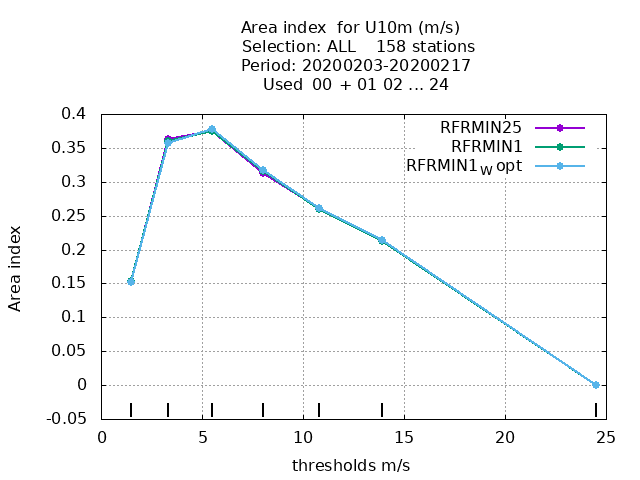 Area index  for U10m (m/s)
Selection: ALL    158 stations
Period: 20200203-20200217
Used  00 + 01 02 ... 24
RFRMIN25
RFRMIN1
RFRMIN1W opt
0.4
0.35
0.3
0.25
0.2
0.15
0.1
0.05
0
-0.05
Area index
0 5 10 15 20 25
thresholds m/s